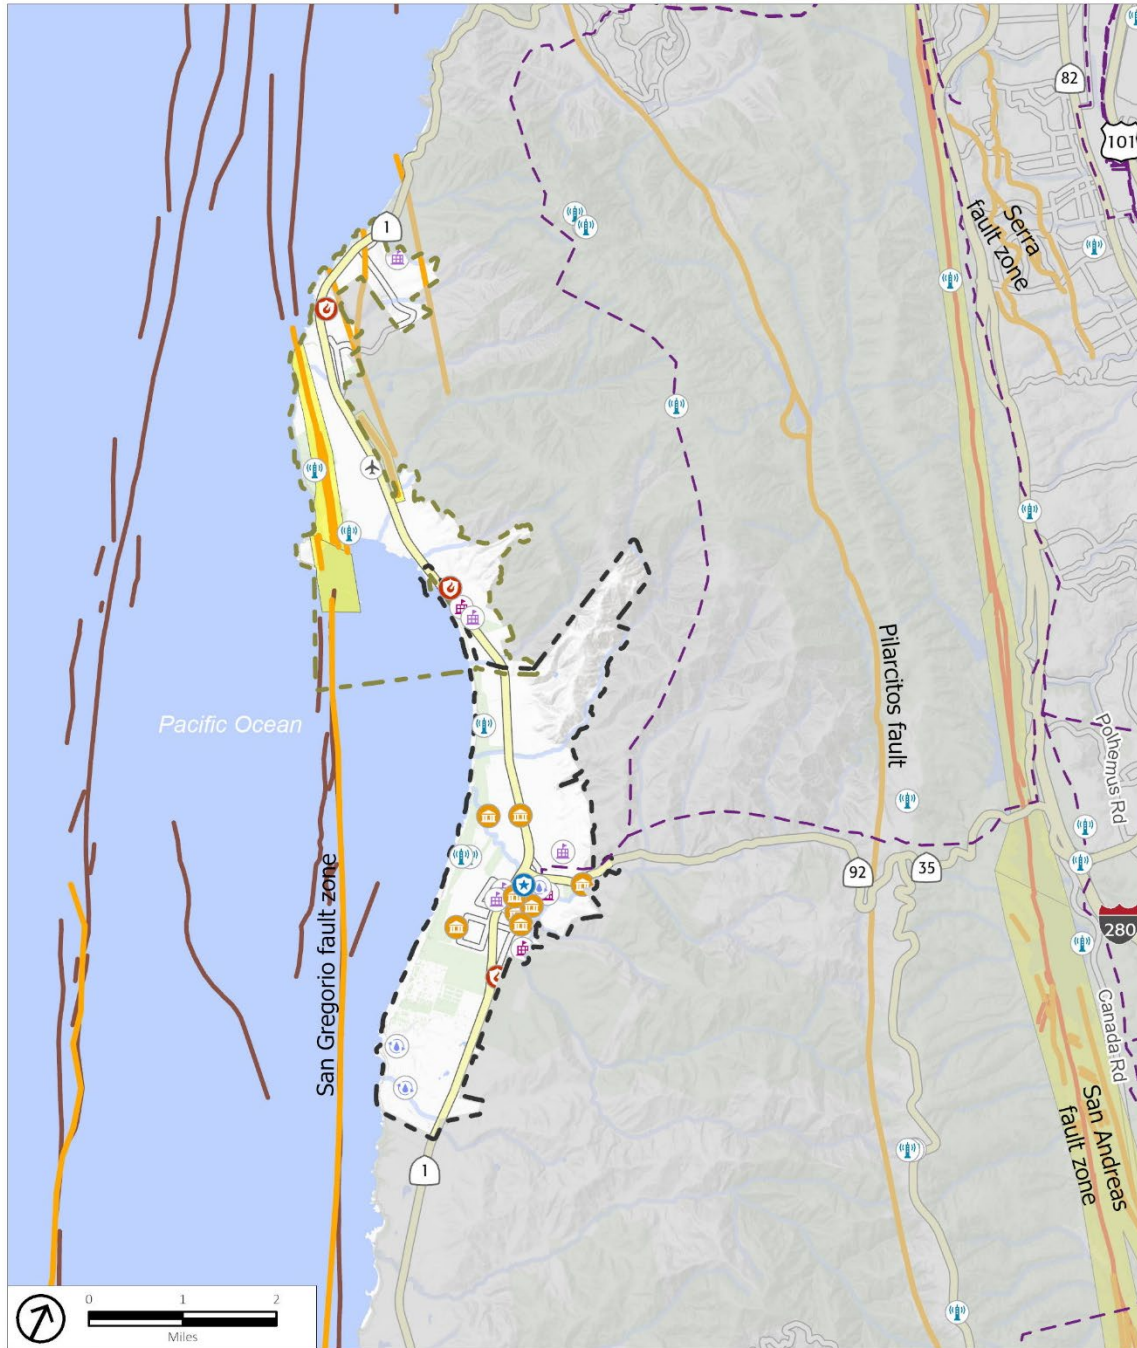 82
101
1
Serra
fault zone
Pacific Ocean
Pilarcitos fault
Polhemus Rd
San Gregorio fault zone
92
35
280
Canada Rd
San Andreas
fault zone
1
0 1 2
Miles